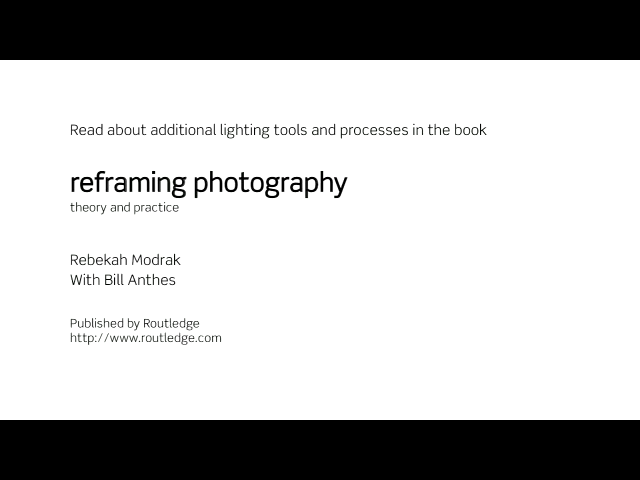 Read about additional lighting tools and processes in the book
reframing photography
theory and practice
Rebekah Modrak
With Bill Anthes
Published by Routledge
http://www.routledge.com